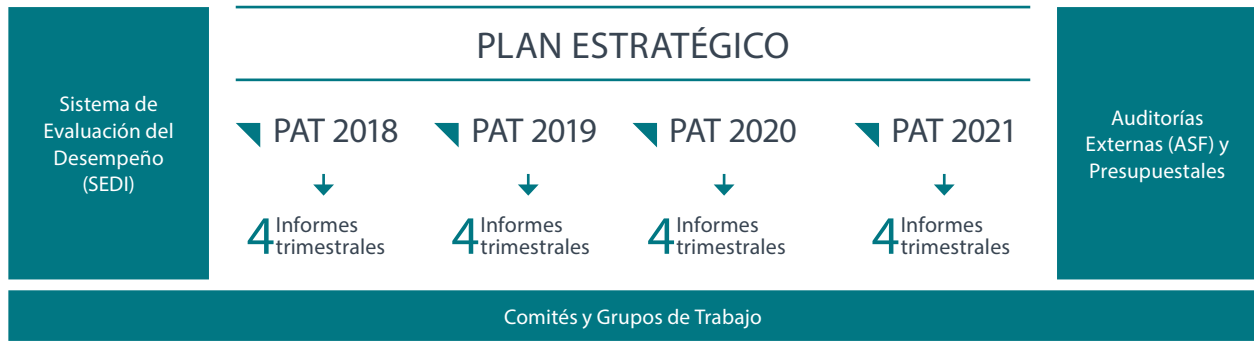 PLAN ESTRATÉGICO
Sistema de
Evaluación del
Desempeño
(SEDI)
PAT 2018
PAT 2019
PAT 2020
PAT 2021
4 Informes
trimestrales
4 Informes
trimestrales
4 Informes
trimestrales
4 Informes
trimestrales
Auditorías
Externas (ASF) y
Presupuestales
Comités y Grupos de Trabajo